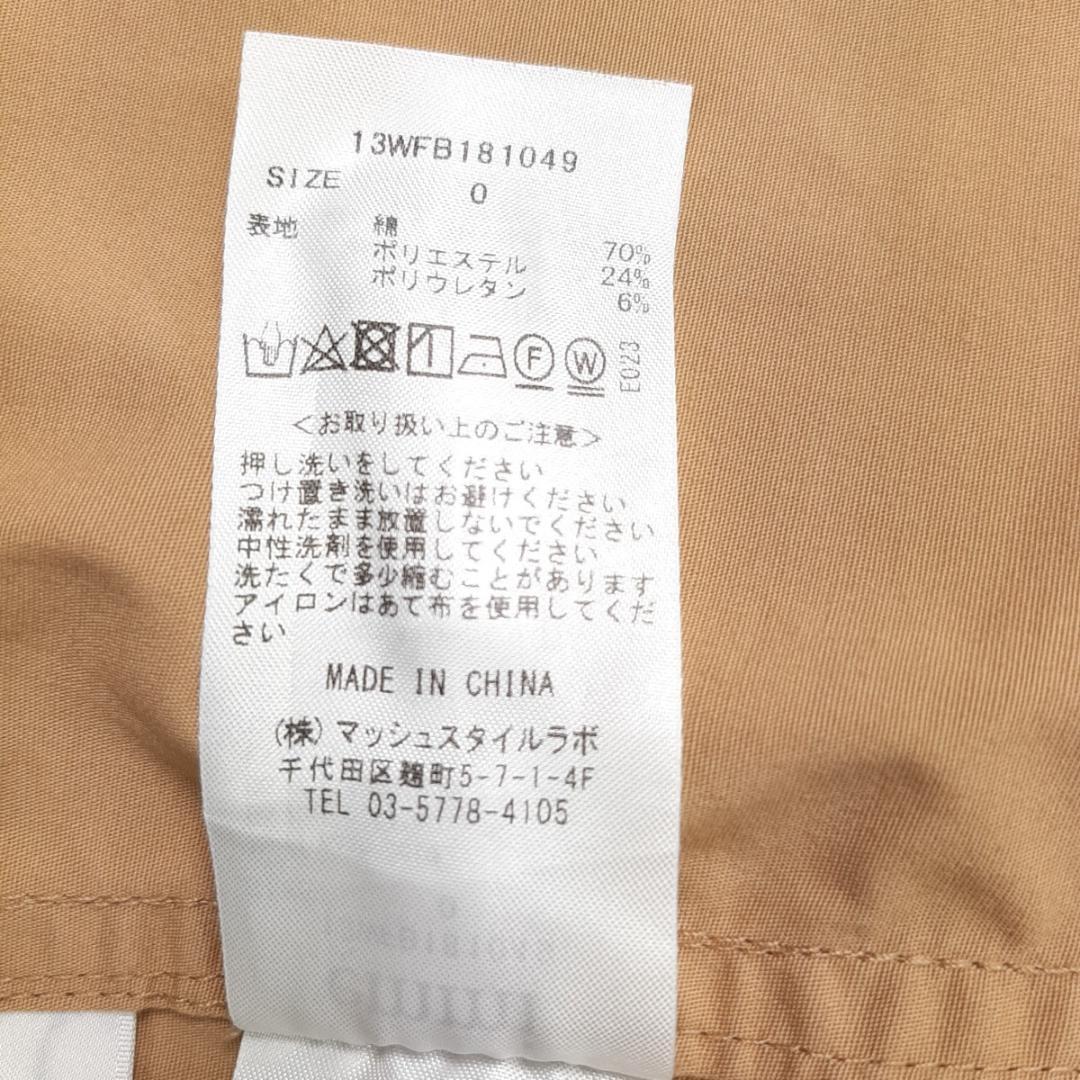 13WFB181049
SIZE 0
表地 綿 70%
ポリエステル 24%
ポリウレタン 6%
F W E023
＜お取り扱い上のご注意＞
押し洗いをしてください
つけ置き洗いはお避けください
濡れたまま放置しないでください
中性洗剤を使用してください
洗たくで多少縮むことがあります
アイロンはあて布を使用してくだ
さい
MADE IN CHINA
(株)マッシュスタイルラボ
千代田区麹町5-7-1-4F
TEL 03-5778-4105